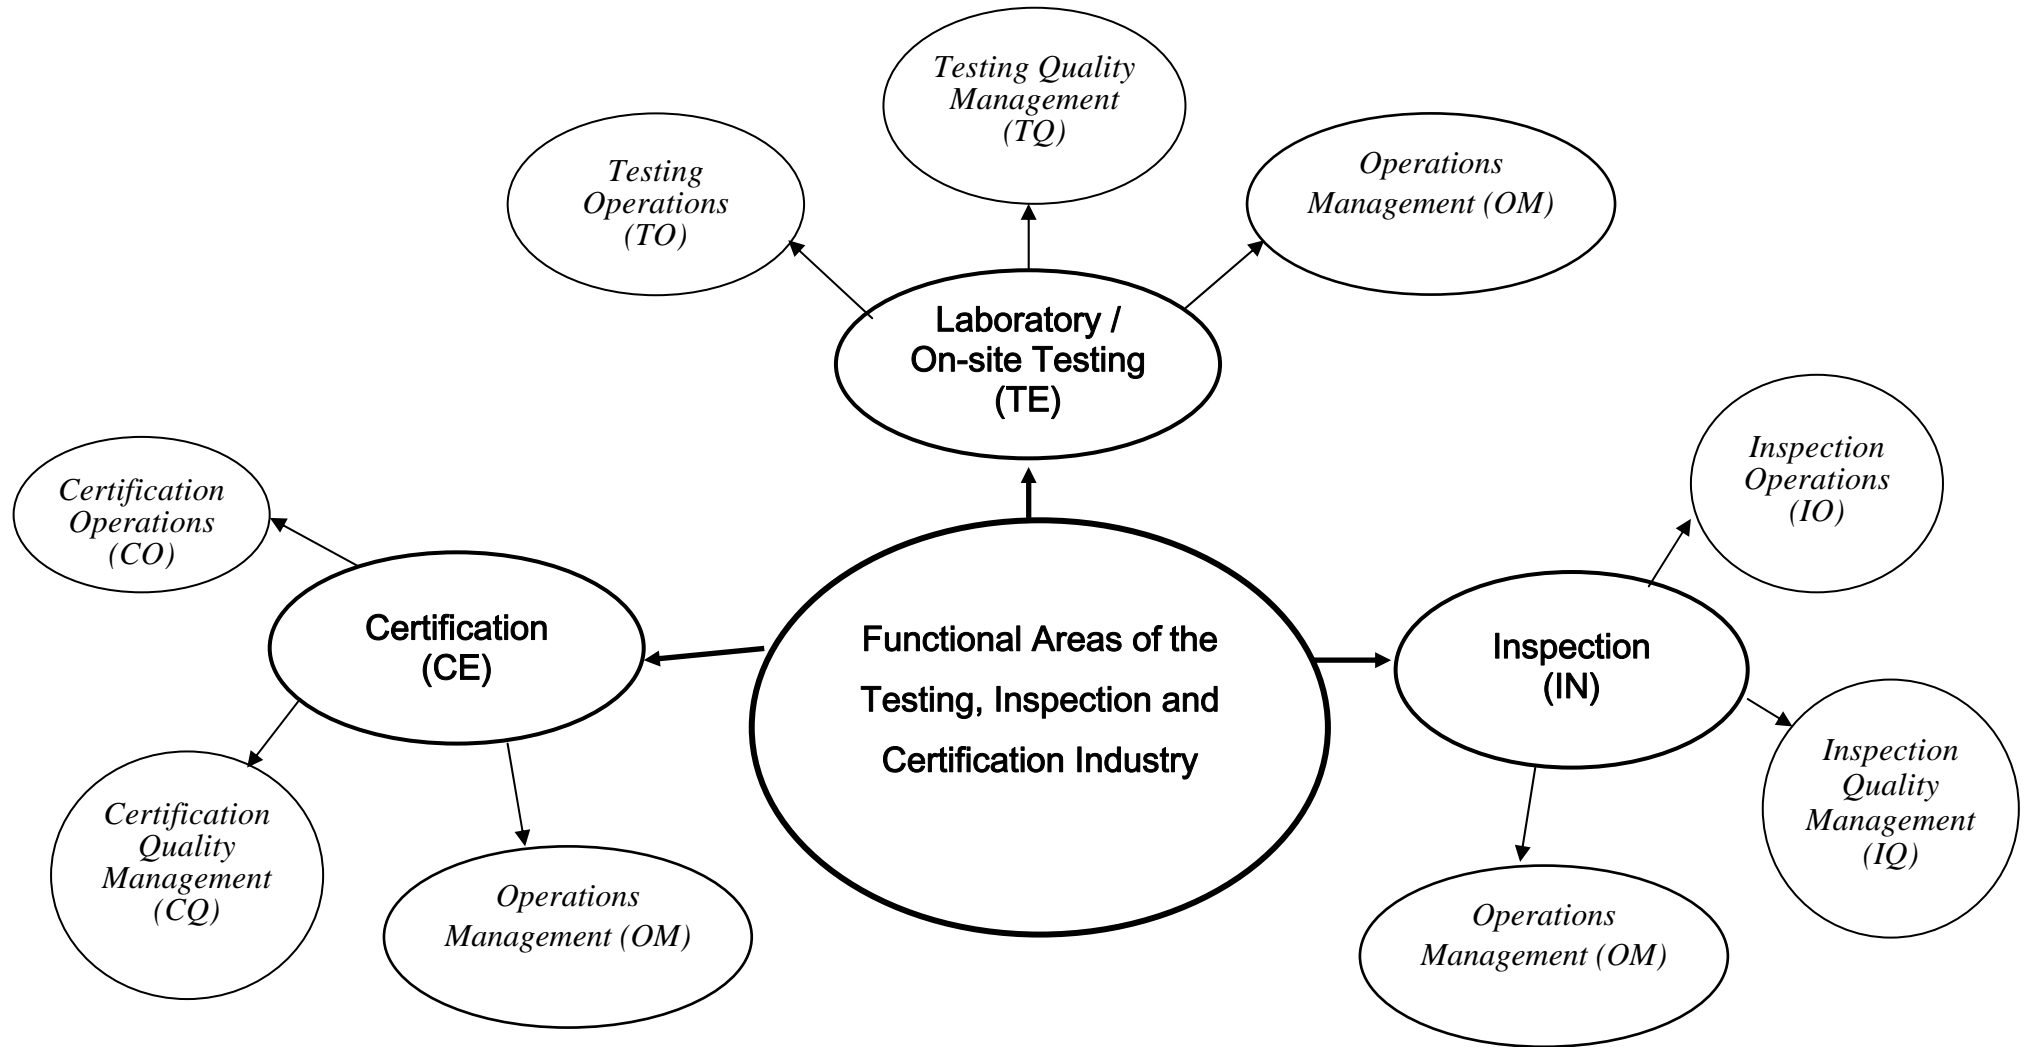 Testing Quality
Management
(TQ)
Testing
Operations
(TO)
Operations
Management (OM)
Laboratory /
On-site Testing
(TE)
Certification
Operations
(CO)
Inspection
Operations
(IO)
Certification
(CE)
Functional Areas of the
Testing, Inspection and
Certification Industry
Inspection
(IN)
Certification
Quality
Management
(CQ)
Operations
Management (OM)
Operations
Management (OM)
Inspection
Quality
Management
(IQ)